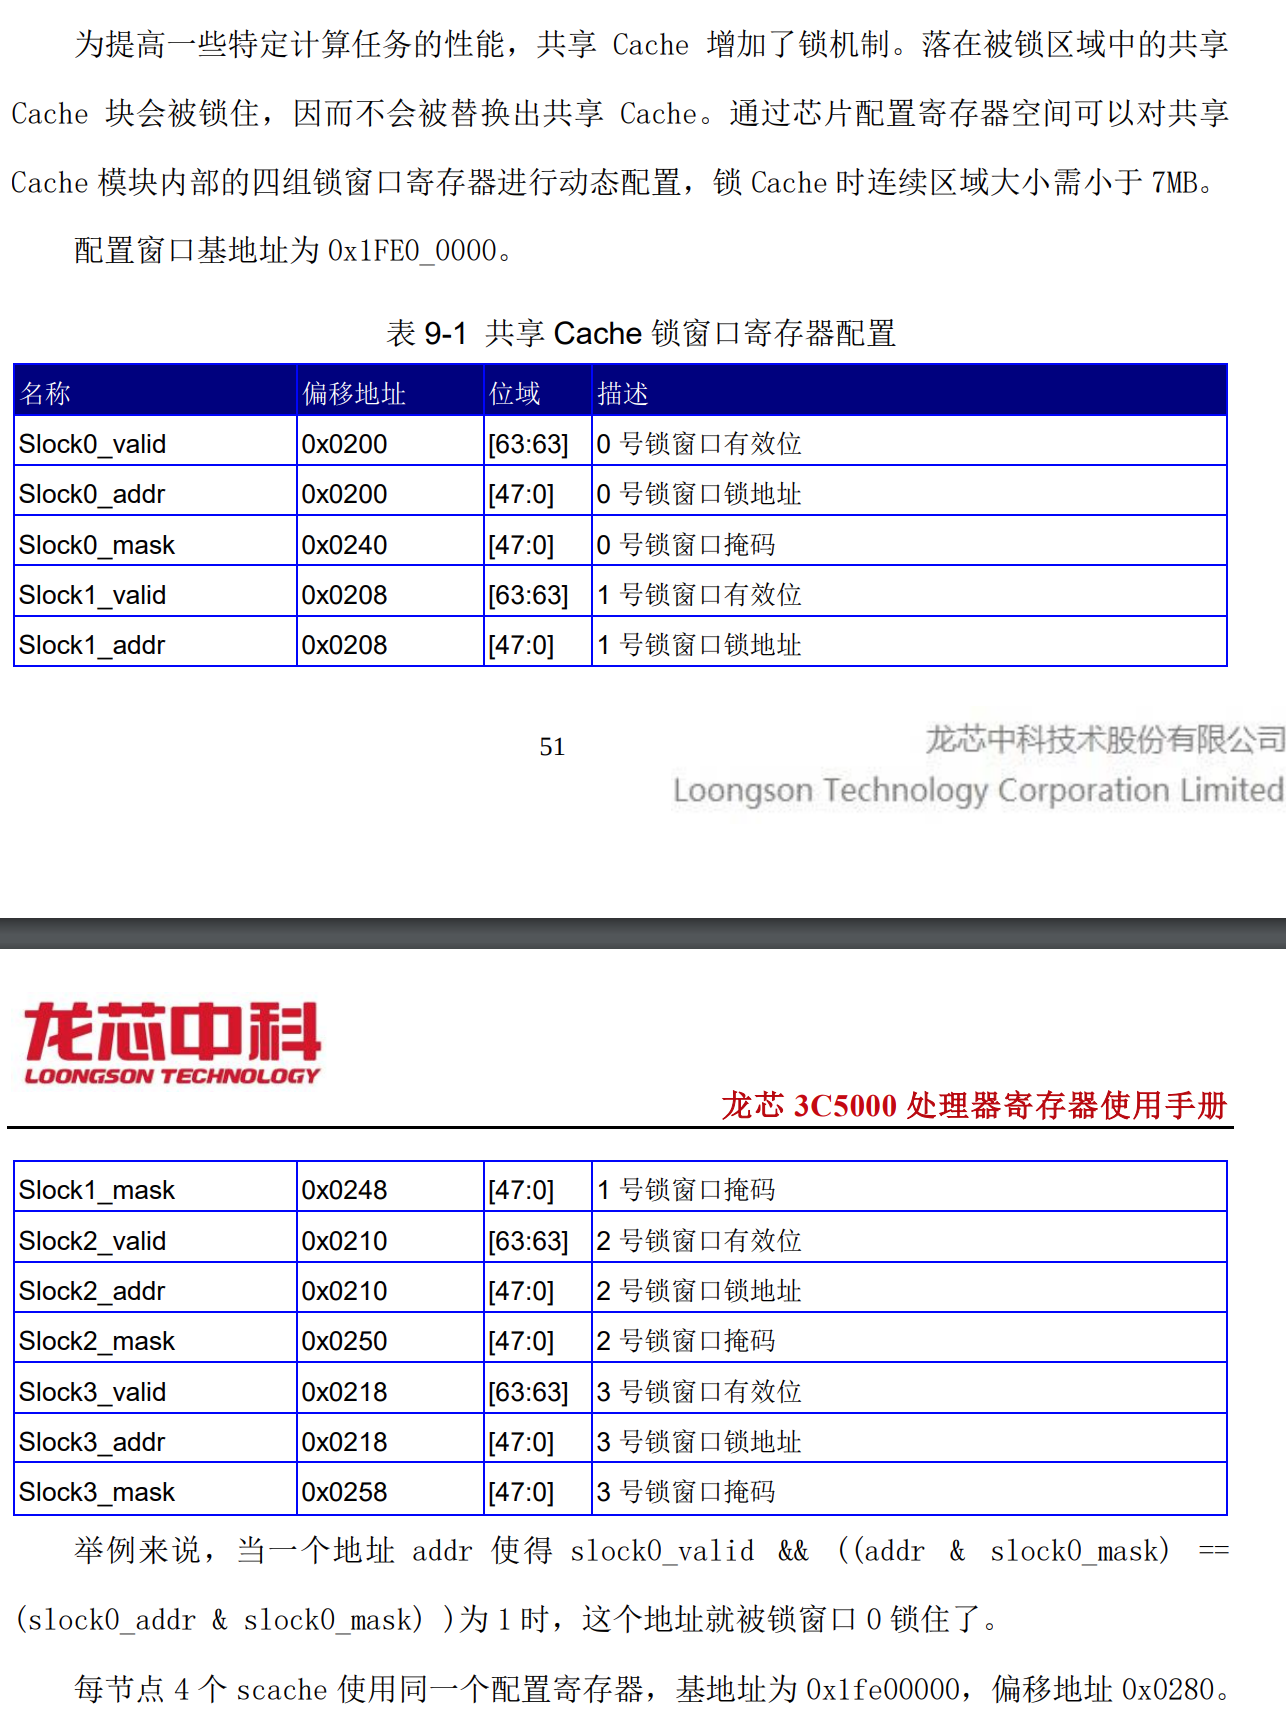 为提高一些特定计算任务的性能，共享 Cache 增加了锁机制。落在被锁区域中的共享
Cache 块会被锁住，因而不会被替换出共享 Cache。通过芯片配置寄存器空间可以对共享
Cache 模块内部的四组锁窗口寄存器进行动态配置，锁 Cache 时连续区域大小需小于 7MB。
配置窗口基地址为 0x1FE0_0000。
表 9-1 共享 Cache 锁窗口寄存器配置
名称 偏移地址 位域 描述
Slock0_valid 0x0200 [63:63] 0 号锁窗口有效位
Slock0_addr 0x0200 [47:0] 0 号锁窗口锁地址
Slock0_mask 0x0240 [47:0] 0 号锁窗口掩码
Slock1_valid 0x0208 [63:63] 1 号锁窗口有效位
Slock1_addr 0x0208 [47:0] 1 号锁窗口锁地址
51
龙芯中科技术股份有限公司
Loongson Technology Corporation Limited
龙芯中科
LOONGSON TECHNOLOGY
龙芯 3C5000 处理器寄存器使用手册
Slock1_mask 0x0248 [47:0] 1 号锁窗口掩码
Slock2_valid 0x0210 [63:63] 2 号锁窗口有效位
Slock2_addr 0x0210 [47:0] 2 号锁窗口锁地址
Slock2_mask 0x0250 [47:0] 2 号锁窗口掩码
Slock3_valid 0x0218 [63:63] 3 号锁窗口有效位
Slock3_addr 0x0218 [47:0] 3 号锁窗口锁地址
Slock3_mask 0x0258 [47:0] 3 号锁窗口掩码
举例来说，当一个地址 addr 使得 slock0_valid && ((addr & slock0_mask) ==
(slock0_addr & slock0_mask) )为 1 时，这个地址就被锁窗口 0 锁住了。
每节点 4 个 scache 使用同一个配置寄存器，基地址为 0x1fe00000，偏移地址 0x0280。